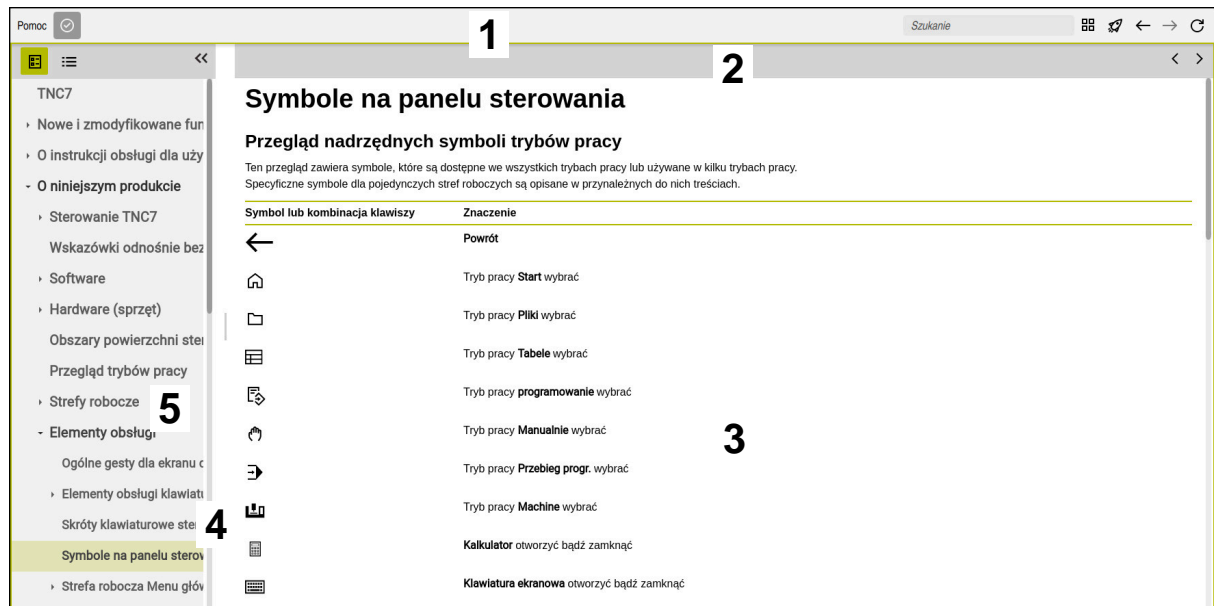 Pomoc
1
Szukanie
2
TNC7
Nowe i zmodyfikowane fun
O instrukcji obsługi dla uży
O niniejszym produkcie
Sterowanie TNC7
Wskazówki odnośnie bez
Software
Hardware (sprzęt)
Obszary powierzchni ster
Przegląd trybów pracy
Strefy robocze
5
Elementy obsługi
Ogólne gesty dla ekranu d
Elementy obsługi klawiatu
Skróty klawiaturowe ste
4
Symbole na panelu sterow
Strefa robocza Menu głów
Symbole na panelu sterowania
Przegląd nadrzędnych symboli trybów pracy
Ten przegląd zawiera symbole, które są dostępne we wszystkich trybach pracy lub używane w kilku trybach pracy.
Specyficzne symbole dla pojedynczych stref roboczych są opisane w przynależnych do nich treściach.
Symbol lub kombinacja klawiszy Znaczenie
Powrót
Tryb pracy Start wybrać
Tryb pracy Pliki wybrać
Tryb pracy Tabele wybrać
Tryb pracy programowanie wybrać
Tryb pracy Manualnie wybrać
3
Tryb pracy Przebieg progr. wybrać
Tryb pracy Machine wybrać
Kalkulator otworzyć bądź zamknąć
Klawiatura ekranowa otworzyć bądź zamknąć